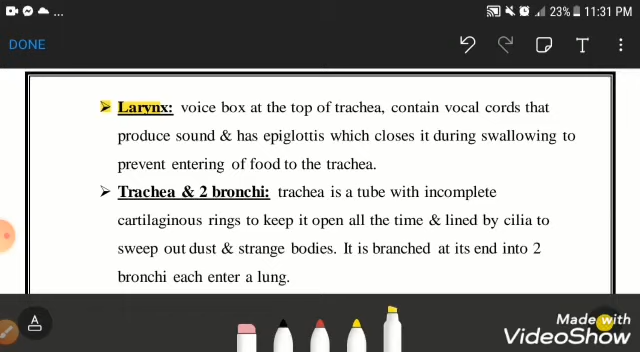 ... 23% 11:31 PM
DONE T
➢ Larynx: voice box at the top of trachea, contain vocal cords that
produce sound & has epiglottis which closes it during swallowing to
prevent entering of food to the trachea.
➢ Trachea & 2 bronchi: trachea is a tube with incomplete
cartilaginous rings to keep it open all the time & lined by cilia to
sweep out dust & strange bodies. It is branched at its end into 2
bronchi each enter a lung.
A
Made with
VideoShow